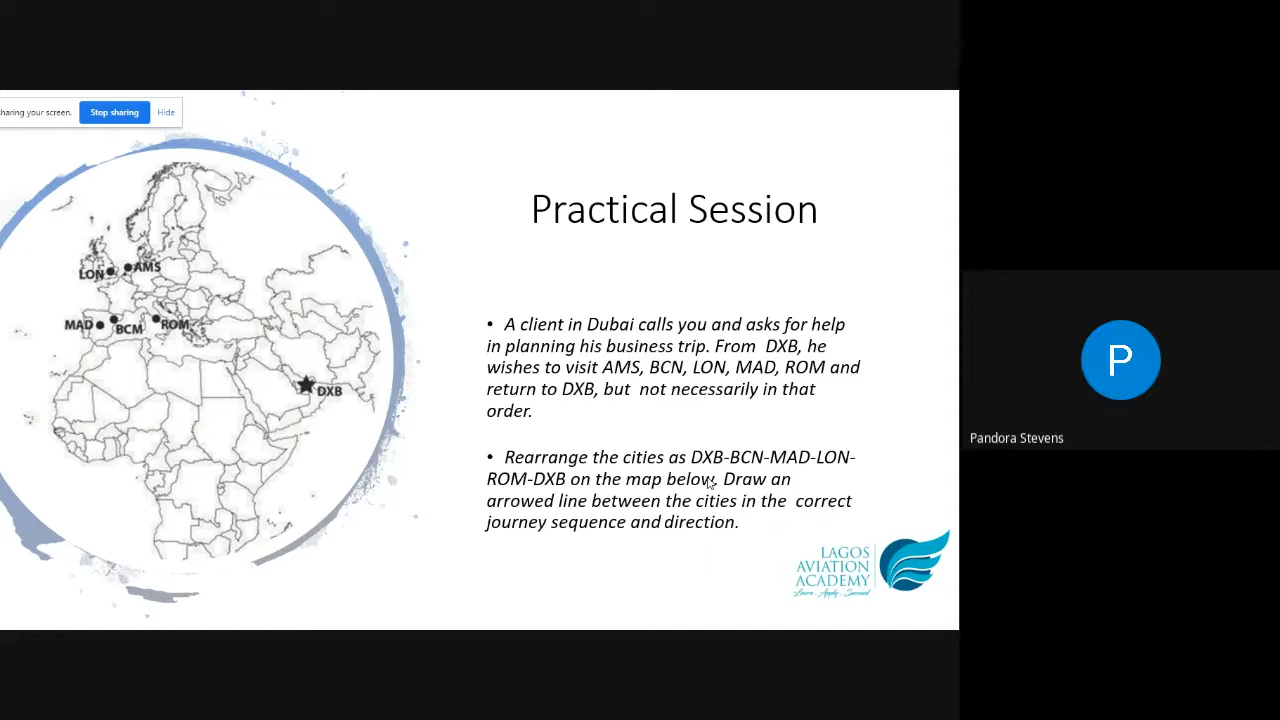 haring your screen. Stop sharing Hide
Practical Session
LON AMS
MAD BCM ROM
DXB
• A client in Dubai calls you and asks for help
in planning his business trip. From DXB, he
wishes to visit AMS, BCN, LON, MAD, ROM and
return to DXB, but not necessarily in that
order.
• Rearrange the cities as DXB-BCN-MAD-LON-
ROM-DXB on the map below. Draw an
arrowed line between the cities in the correct
journey sequence and direction.
LAGOS
AVIATION
ACADEMY
Learn . Apply . Succeed
P
Pandora Stevens